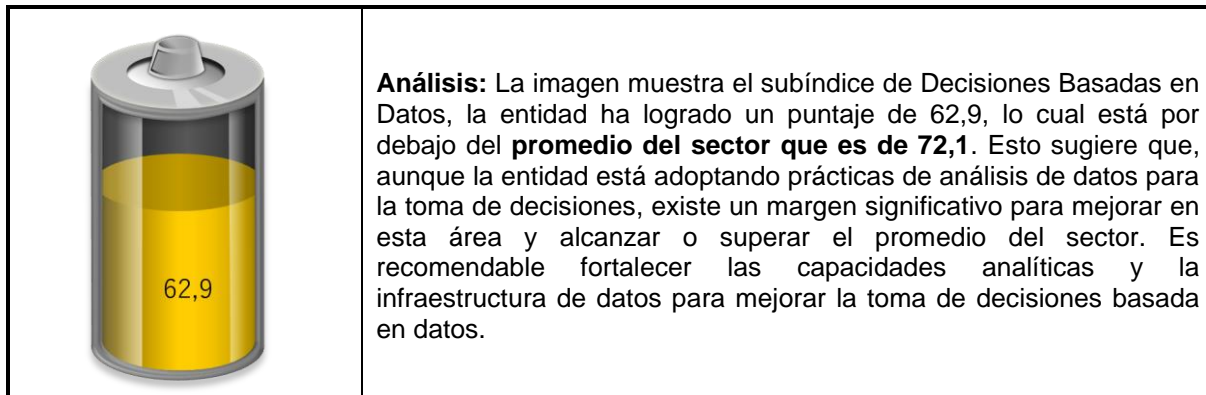 62,9
Análisis: La imagen muestra el subíndice de Decisiones Basadas en
Datos, la entidad ha logrado un puntaje de 62,9, lo cual está por
debajo del promedio del sector que es de 72,1. Esto sugiere que,
aunque la entidad está adoptando prácticas de análisis de datos para
la toma de decisiones, existe un margen significativo para mejorar en
esta área y alcanzar o superar el promedio del sector. Es
recomendable fortalecer las capacidades analíticas y la
infraestructura de datos para mejorar la toma de decisiones basada
en datos.